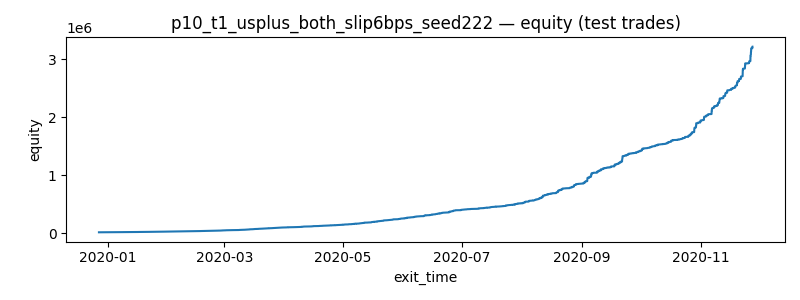 p10_t1_usplus_both_slip6bps_seed222 — equity (test trades)
1e6
3
2
1
0
equity
2020-01 2020-03 2020-05 2020-07 2020-09 2020-11
exit_time